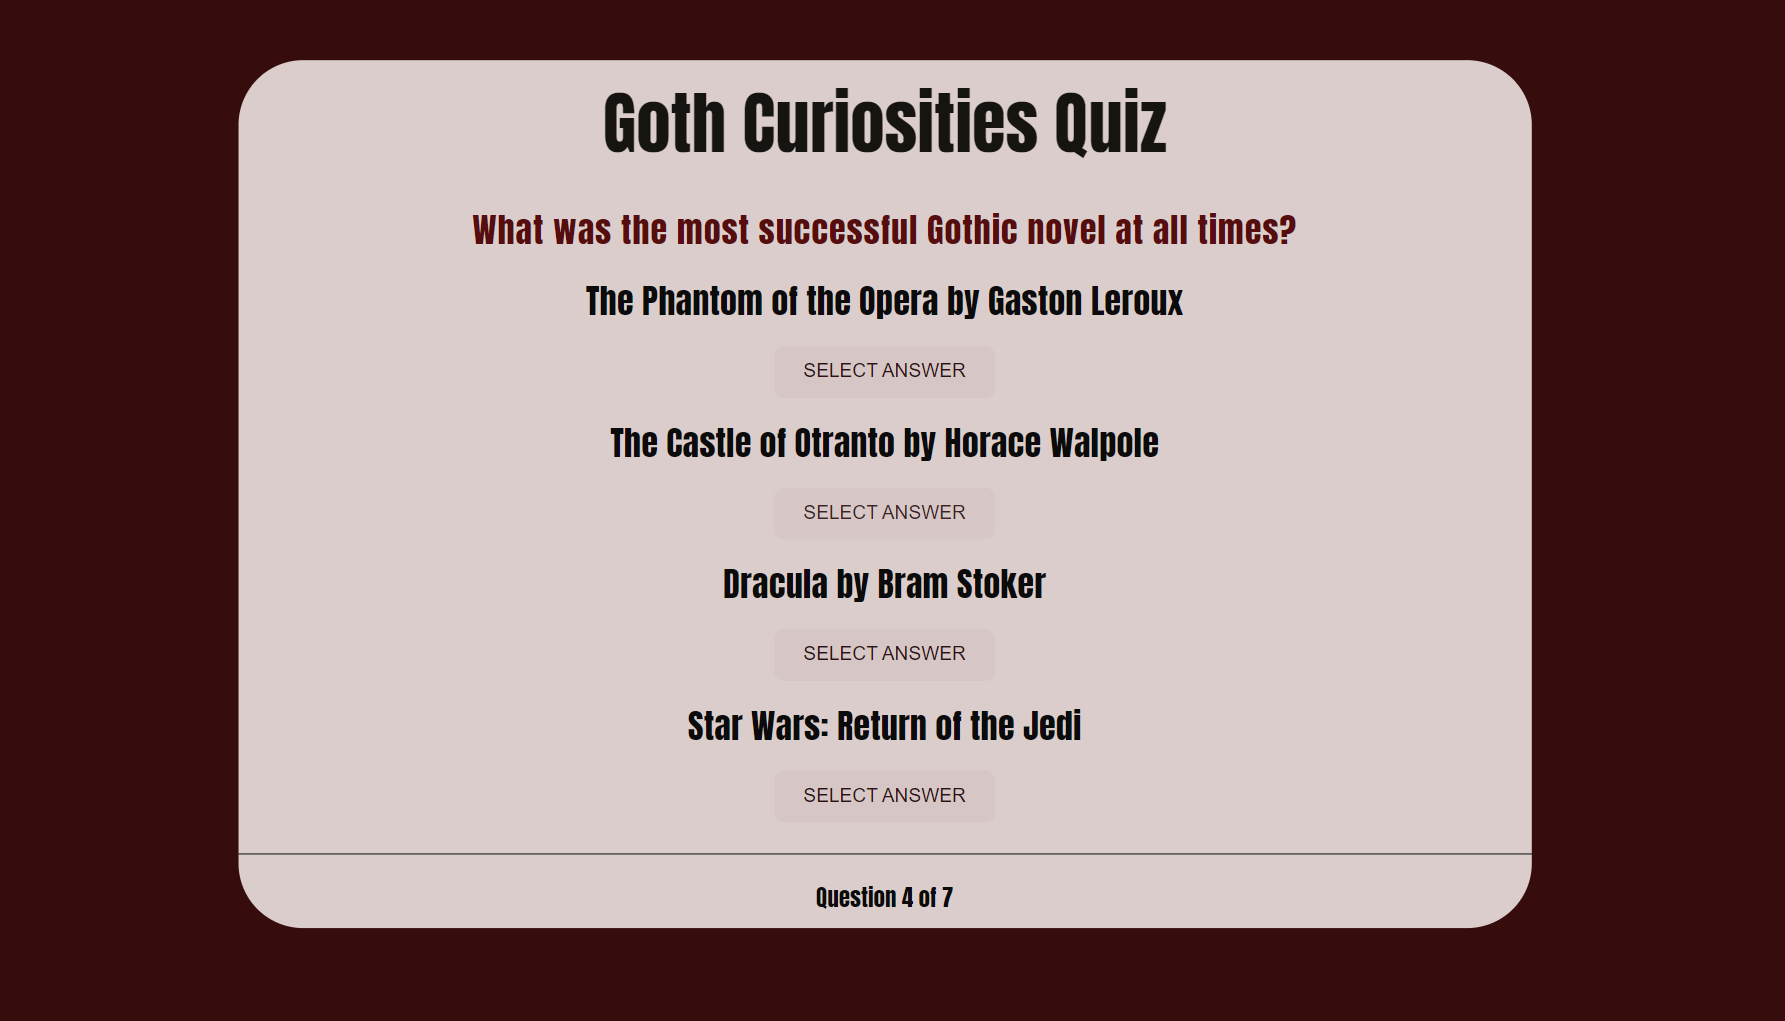 Goth Curiosities Quiz
What was the most successful Gothic novel at all times?
The Phantom of the Opera by Gaston Leroux
SELECT ANSWER
The Castle of Otranto by Horace Walpole
SELECT ANSWER
Dracula by Bram Stoker
SELECT ANSWER
Star Wars: Return of the Jedi
SELECT ANSWER
Question 4 of 7